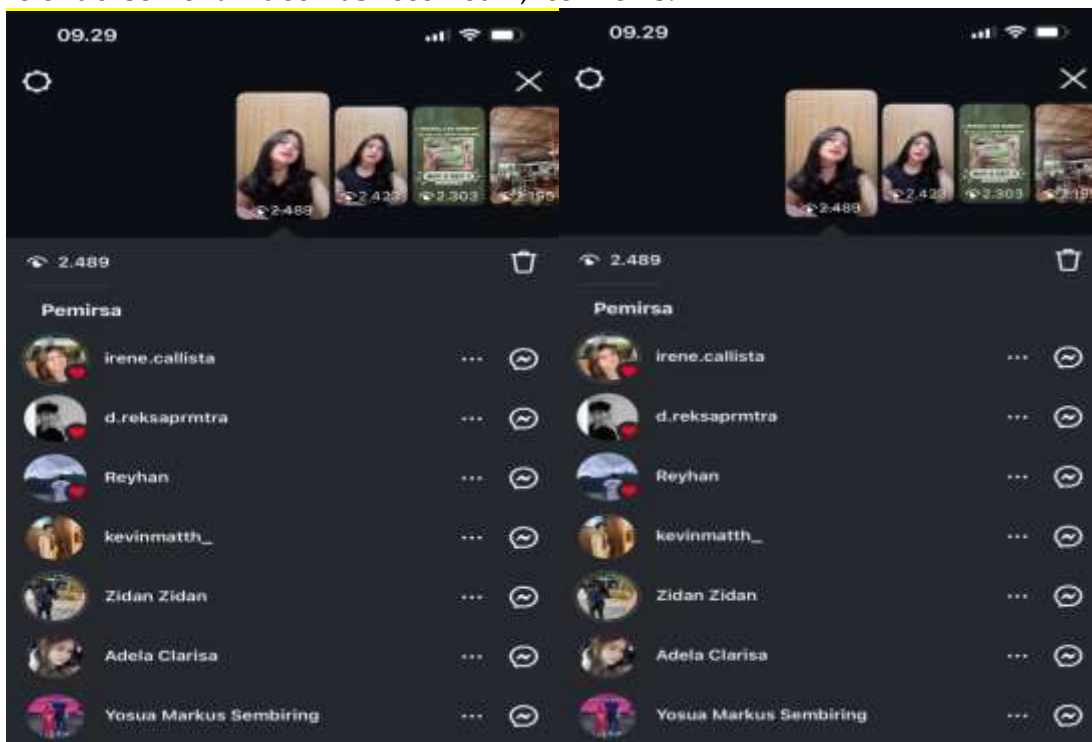 09.29
2.489
2.423
2.303
2.195
2.489
Pemirsa
irene.callista
d.reksaprmtra
Reyhan
kevinmatth_
Zidan Zidan
Adela Clarisa
Yosua Markus Sembiring
09.29
2.489
2.423
2.303
2.489
Pemirsa
irene.callista
d.reksaprmtra
Reyhan
kevinmatth_
Zidan Zidan
Adela Clarisa
Yosua Markus Sembiring